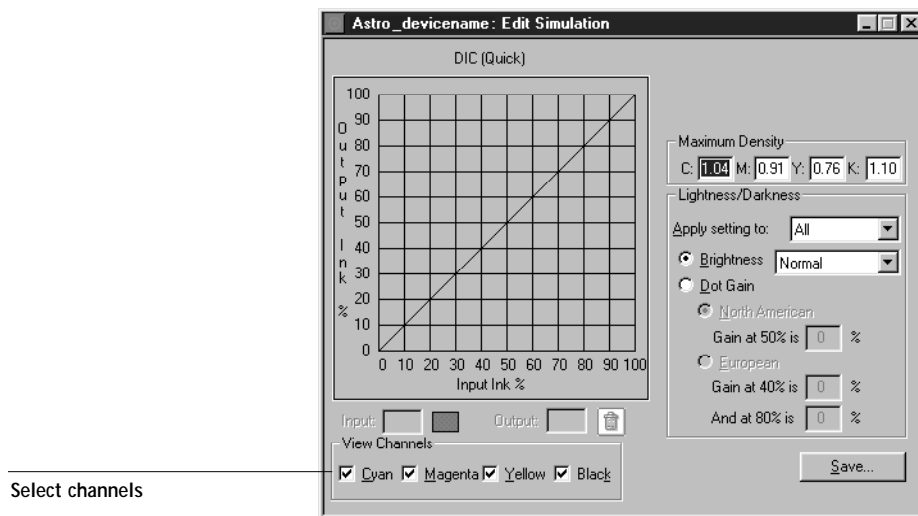 Astro_devicename: Edit Simulation
DIC (Quick)
100
90
80
70
60
50
40
30
20
10
0
Output Ink %
0 10 20 30 40 50 60 70 80 90 100
Input Ink %
Input: Output:
View Channels
Cyan Magenta Yellow Black
Select channels
Maximum Density
C: 1.04 M: 0.91 Y: 0.76 K: 1.10
Lightness/Darkness
Apply setting to: All
Brightness Normal
Dot Gain
North American
Gain at 50% is 0 %
European
Gain at 40% is 0 %
And at 80% is 0 %
Save...